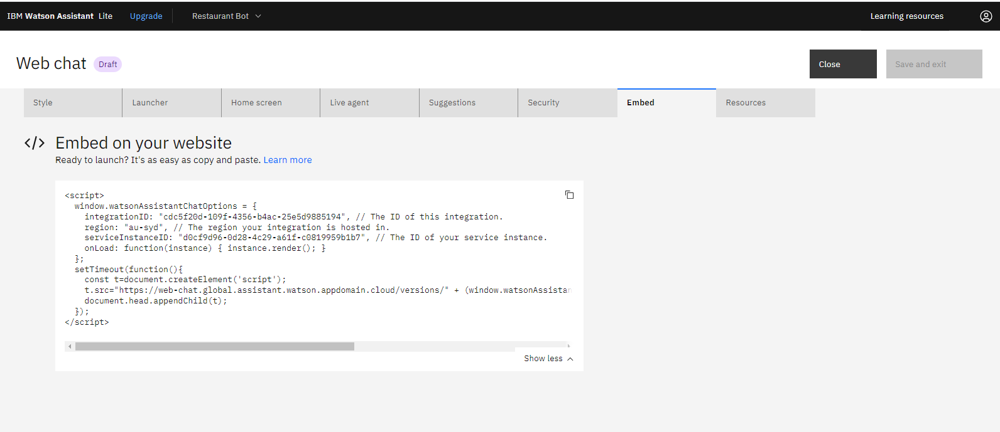 IBM Watson Assistant Lite Upgrade Restaurant Bot Learning resources
Web chat Draft Close Save and exit
Style Launcher Home screen Live agent Suggestions Security Embed Resources
</> Embed on your website
Ready to launch? It's as easy as copy and paste. Learn more
<script>
window.watsonAssistantChatOptions = {
integrationID: "cdc5f20d-109f-4356-b4ac-25e5d9885194", // The ID of this integration.
region: "au-syd", // The region your integration is hosted in.
serviceInstanceID: "d0cf9d96-0d28-4c29-a61f-c0819959b1b7", // The ID of your service instance.
onLoad: function(instance) { instance.render(); }
};
setTimeout(function(){
const t=document.createElement('script');
t.src="https://web-chat.global.assistant.watson.appdomain.cloud/versions/" + (window.watsonAssistan
document.head.appendChild(t);
});
</script>
Show less